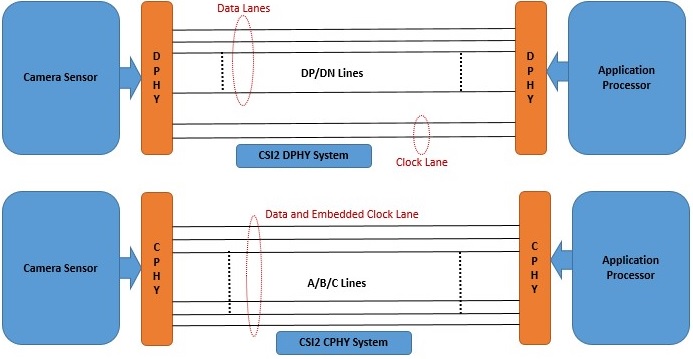 Data Lanes
D
P
H
Y
D
P
H
Y
Camera Sensor
DP/DN Lines
Application
Processor
CSI2 DPHY System
Clock Lane
Data and Embedded Clock Lane
C
P
H
Y
C
P
H
Y
Camera Sensor
A/B/C Lines
Application
Processor
CSI2 CPHY System